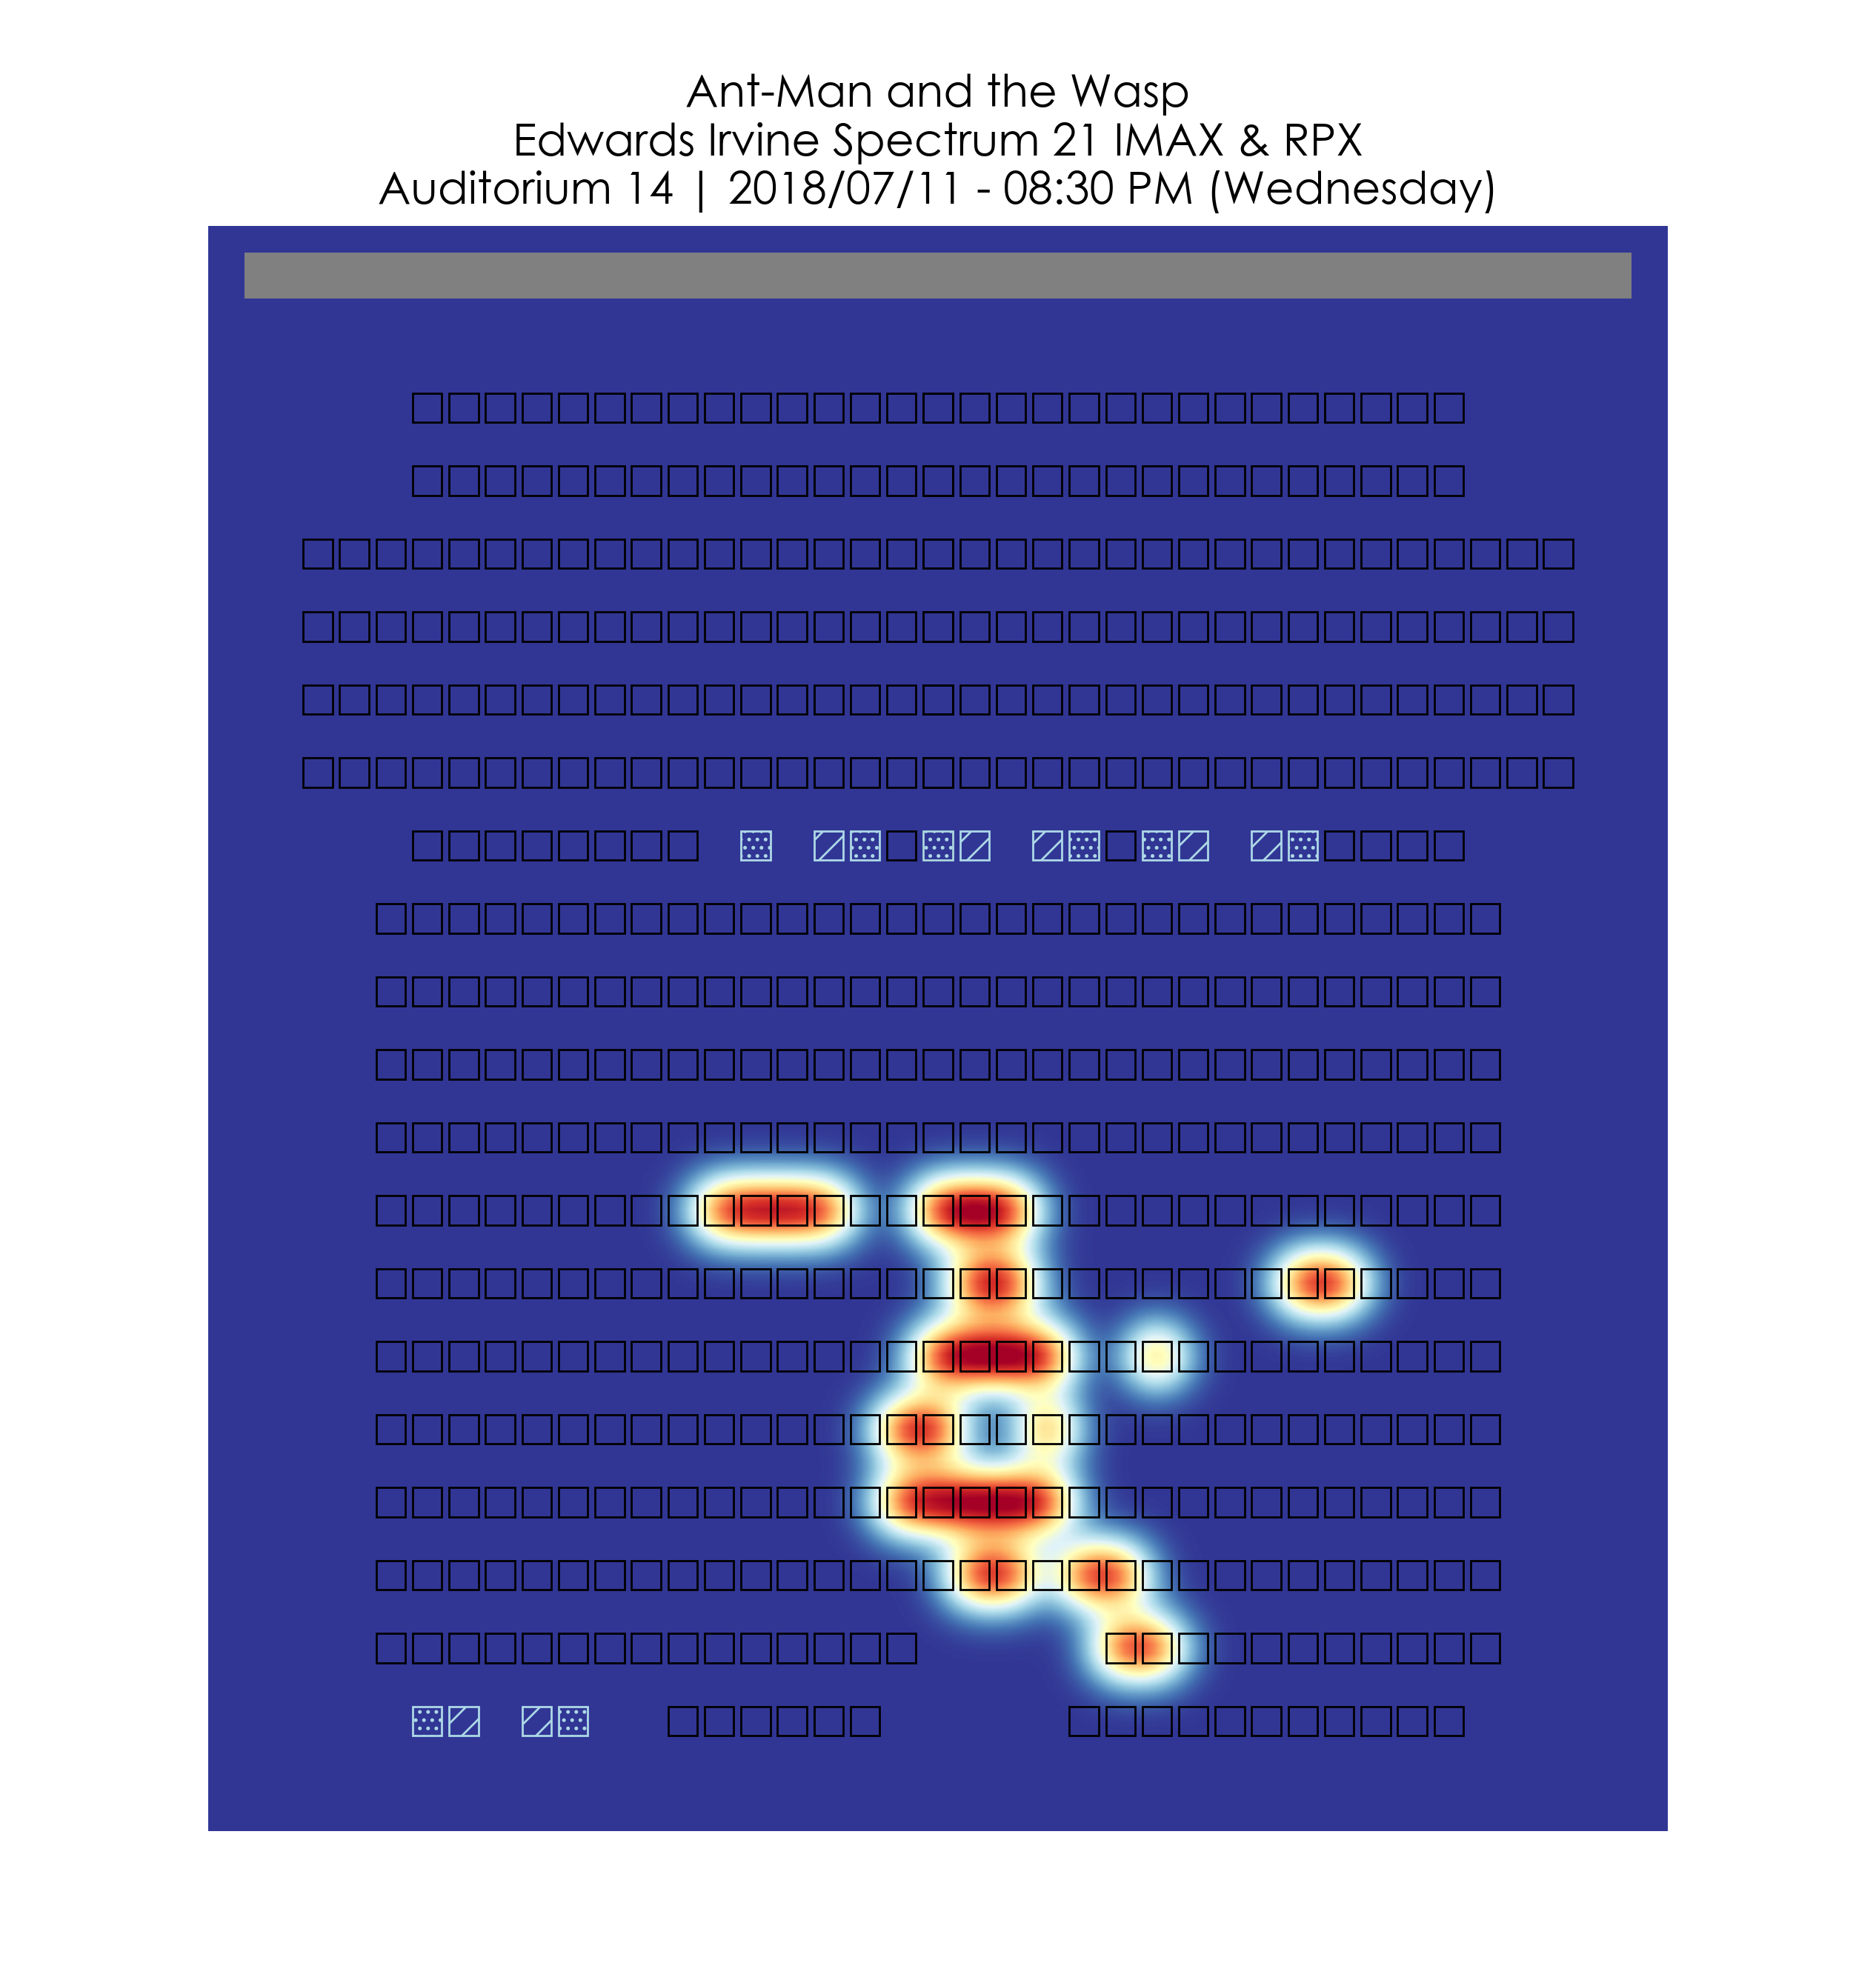 Ant-Man and the Wasp
Edwards Irvine Spectrum 21 IMAX & RPX
Auditorium 14 | 2018/07/11 - 08:30 PM (Wednesday)